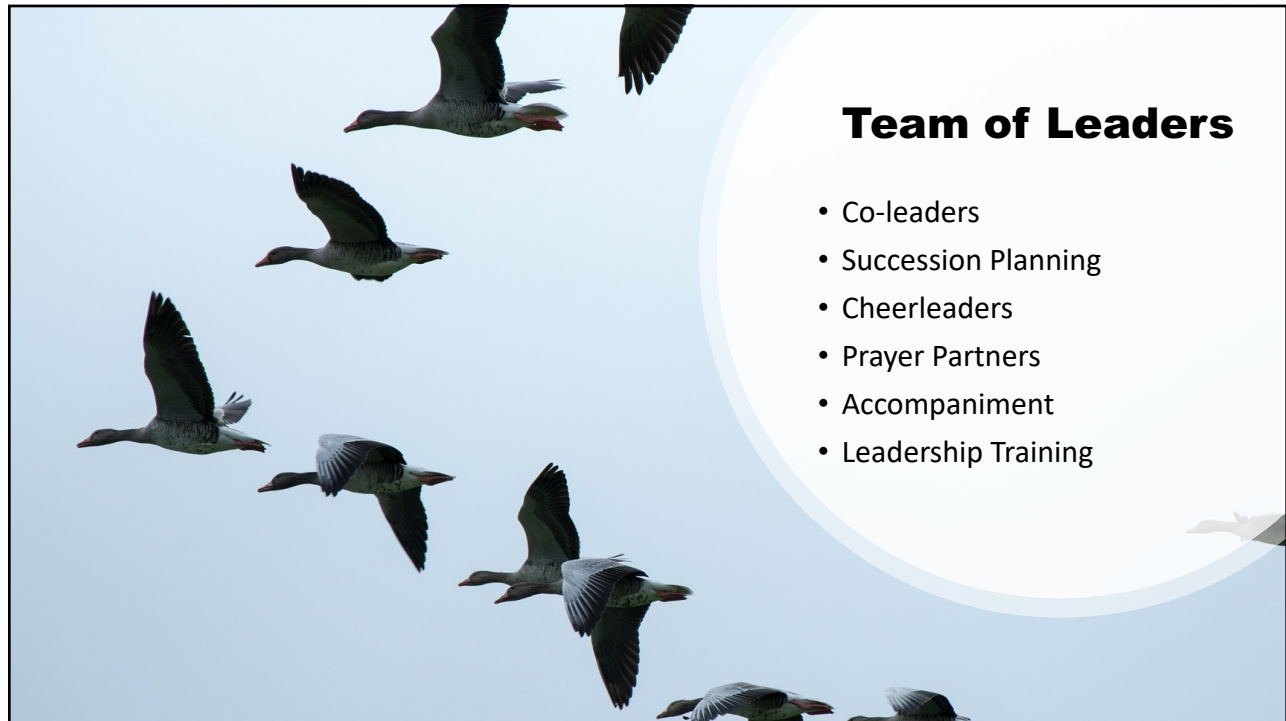 Team of Leaders
• Co-leaders
• Succession Planning
• Cheerleaders
• Prayer Partners
• Accompaniment
• Leadership Training